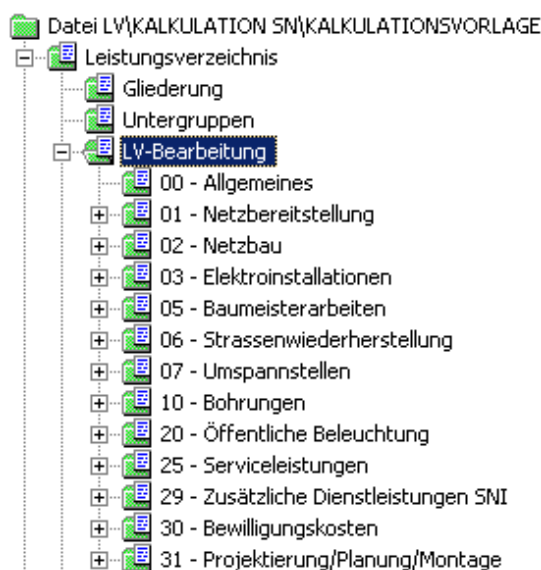 Datei LV\KALKULATION SN\KALKULATIONSVORLAGE
Leistungsverzeichnis
Gliederung
Untergruppen
LV-Bearbeitung
00 - Allgemeines
01 - Netzbereitstellung
02 - Netzbau
03 - Elektroinstallationen
05 - Baumeisterarbeiten
06 - Strassenwiederherstellung
07 - Umspannstellen
10 - Bohrungen
20 - Öffentliche Beleuchtung
25 - Serviceleistungen
29 - Zusätzliche Dienstleistungen SNI
30 - Bewilligungskosten
31 - Projektierung/Planung/Montage